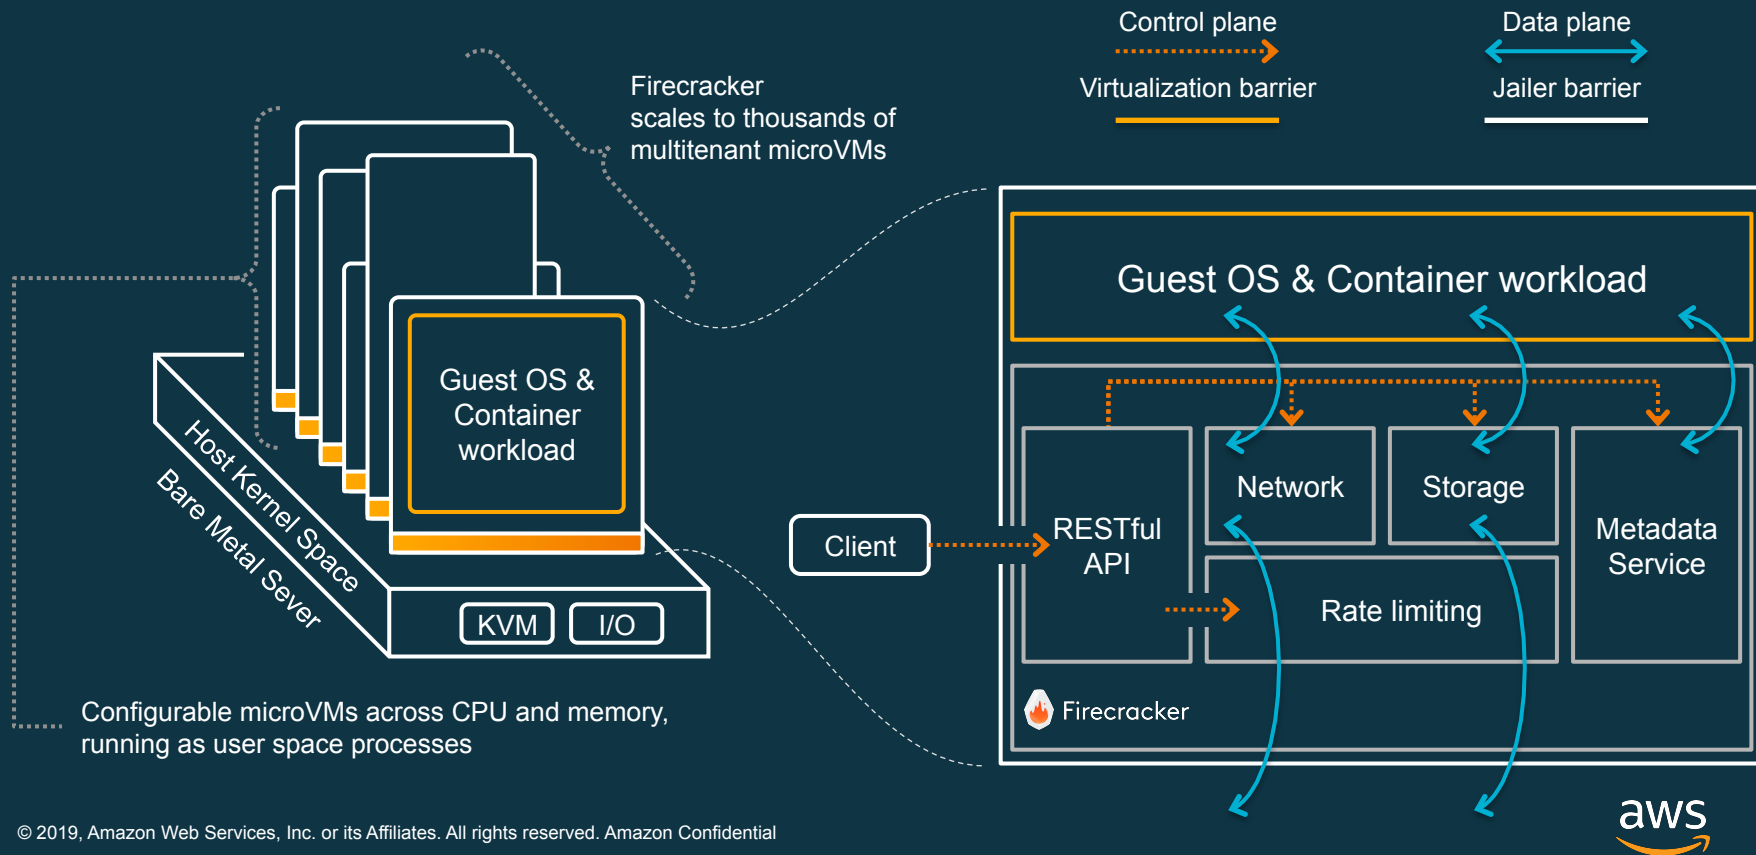 Control plane
Data plane
Virtualization barrier
Jailer barrier
Firecracker
scales to thousands of
multitenant microVMs
Guest OS &
Container
workload
Host Kernel Space
Bare Metal Sever
KVM
I/O
Configurable microVMs across CPU and memory,
running as user space processes
Guest OS & Container workload
Client
RESTful
API
Network
Storage
Metadata
Service
Rate limiting
Firecracker
© 2019, Amazon Web Services, Inc. or its Affiliates. All rights reserved. Amazon Confidential
aws